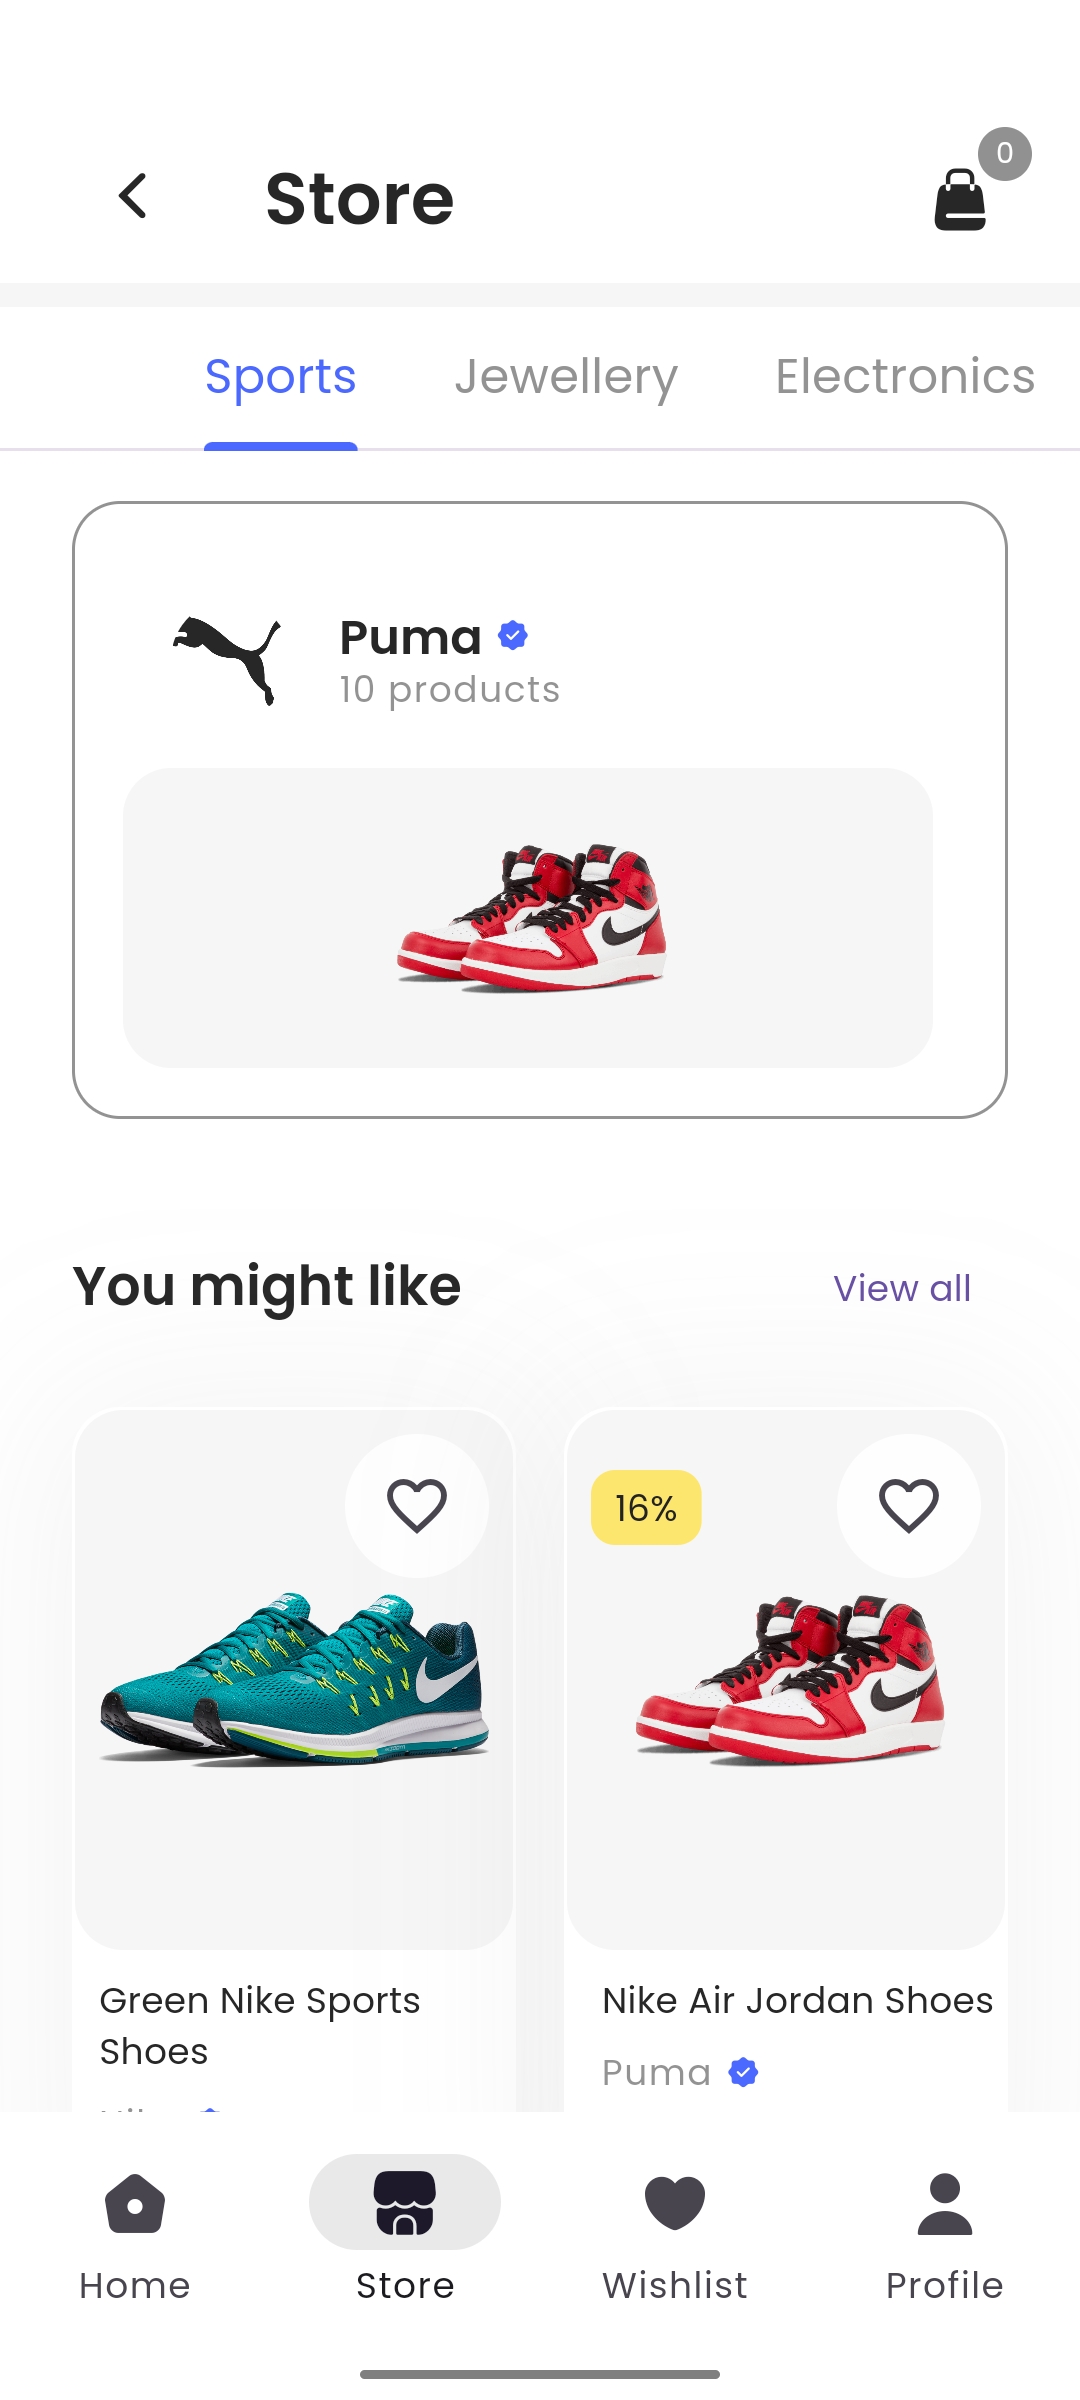 Store
0
Sports
Jewellery
Electronics
Puma
10 products
You might like
View all
16%
Green Nike Sports
Shoes
Nike Air Jordan Shoes
Puma
Home
Store
Wishlist
Profile